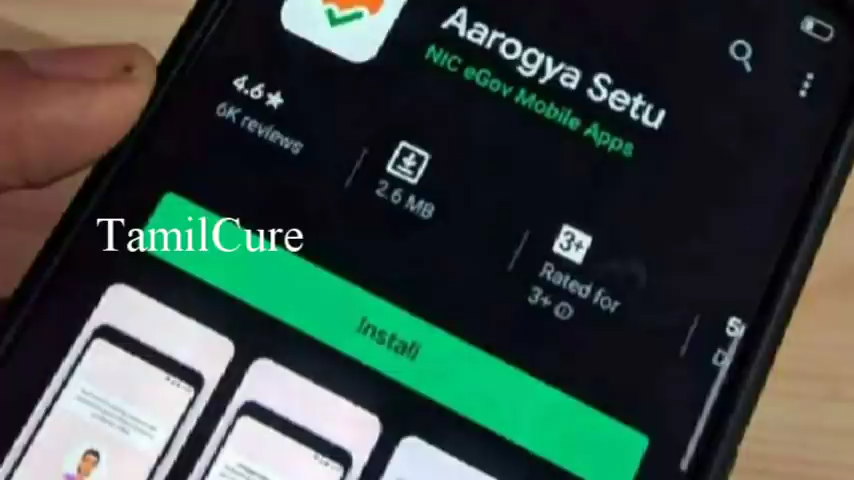 Aarogya Setu
NIC eGov Mobile Apps
4.6★
6K reviews
2.6 MB
3+
Rated for
3+
TamilCure
Install